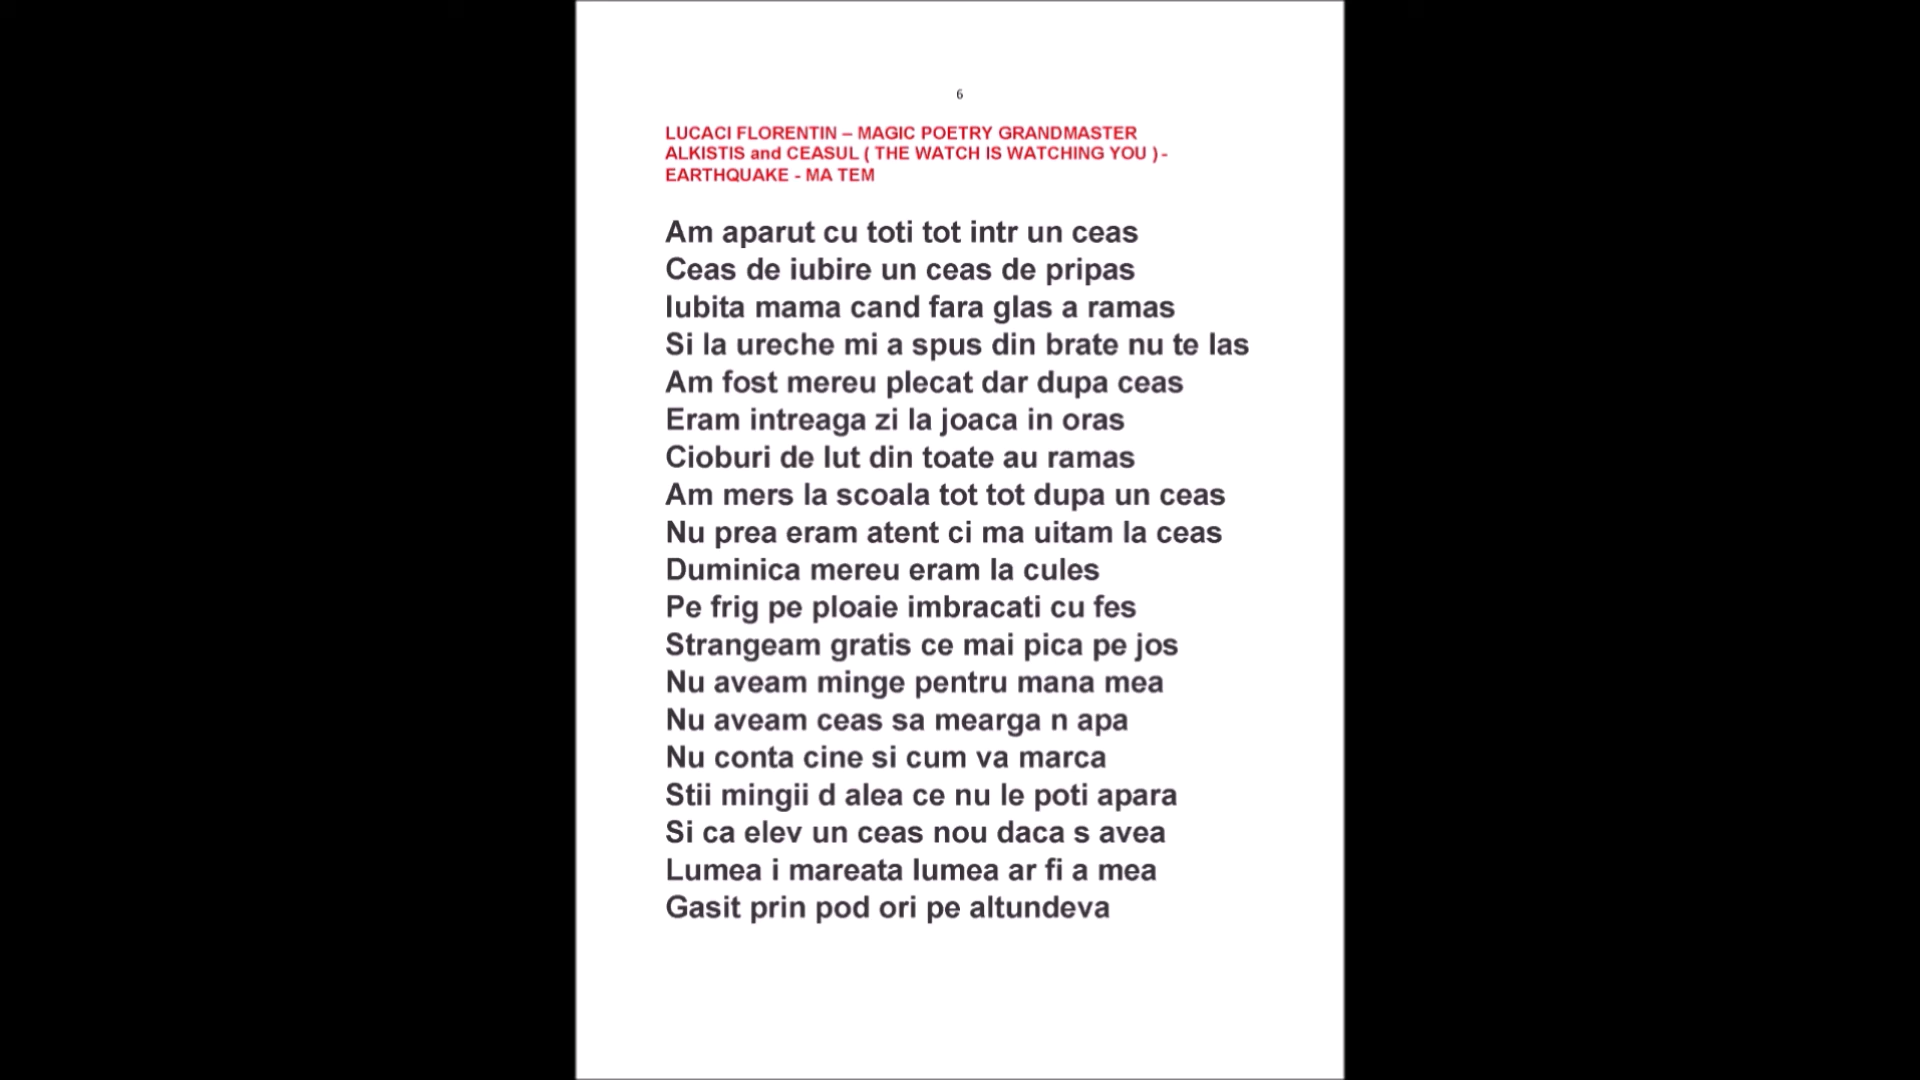 6
LUCACI FLORENTIN – MAGIC POETRY GRANDMASTER
ALKISTIS and CEASUL ( THE WATCH IS WATCHING YOU ) -
EARTHQUAKE - MA TEM
Am aparut cu toti tot intr un ceas
Ceas de iubire un ceas de pripas
Iubita mama cand fara glas a ramas
Si la ureche mi a spus din brate nu te las
Am fost mereu plecat dar dupa ceas
Eram intreaga zi la joaca in oras
Cioburi de lut din toate au ramas
Am mers la scoala tot tot dupa un ceas
Nu prea eram atent ci ma uitam la ceas
Duminica mereu eram la cules
Pe frig pe ploaie imbracati cu fes
Strangeam gratis ce mai pica pe jos
Nu aveam minge pentru mana mea
Nu aveam ceas sa mearga n apa
Nu conta cine si cum va marca
Stii mingii d alea ce nu le poti apara
Si ca elev un ceas nou daca s avea
Lumea i mareata lumea ar fi a mea
Gasit prin pod ori pe altundeva